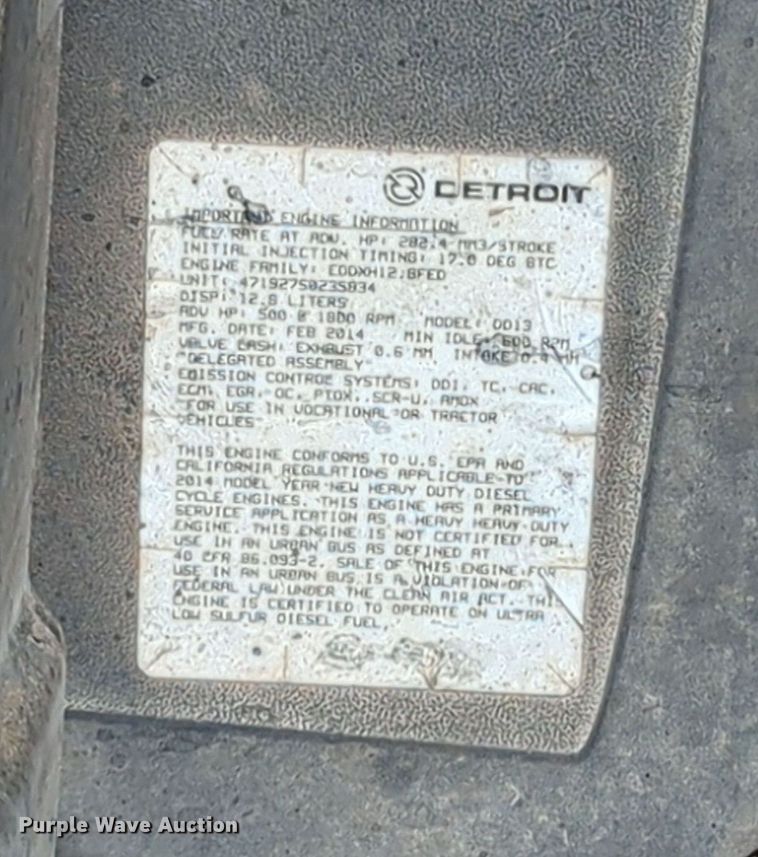 DETROIT
IMPORTANT ENGINE INFORMATION
FUEL RATE AT ADV. HP: 282.4 MM3/STROKE
INITIAL INJECTION TIMING: 17.0 DEG BTC
ENGINE FAMILY: EDDXH12.8FED
UNIT: 471927S0235834
DISP: 12.8 LITERS
ADV HP: 500 @ 1800 RPM MODEL: DD13
MFG. DATE: FEB 2014 MIN IDLE: 600 RPM
VALVE LASH: EXHAUST 0.6 MM, INTAKE 0.4 MM
"DELEGATED ASSEMBLY"
EMISSION CONTROL SYSTEMS: DDI, TC, CAC,
ECM, EGR, OC, PTOX, SCR-U, AMOX
FOR USE IN VOCATIONAL OR TRACTOR
VEHICLES
THIS ENGINE CONFORMS TO U.S. EPA AND
CALIFORNIA REGULATIONS APPLICABLE TO
2014 MODEL YEAR NEW HEAVY DUTY DIESEL
CYCLE ENGINES. THIS ENGINE HAS A PRIMARY
SERVICE APPLICATION AS A HEAVY HEAVY-DUTY
ENGINE. THIS ENGINE IS NOT CERTIFIED FOR
USE IN AN URBAN BUS AS DEFINED AT
40 CFR 86.093-2. SALE OF THIS ENGINE FOR
USE IN AN URBAN BUS IS A VIOLATION OF
FEDERAL LAW UNDER THE CLEAN AIR ACT. THIS
ENGINE IS CERTIFIED TO OPERATE ON ULTRA
LOW SULFUR DIESEL FUEL.
Purple Wave Auction